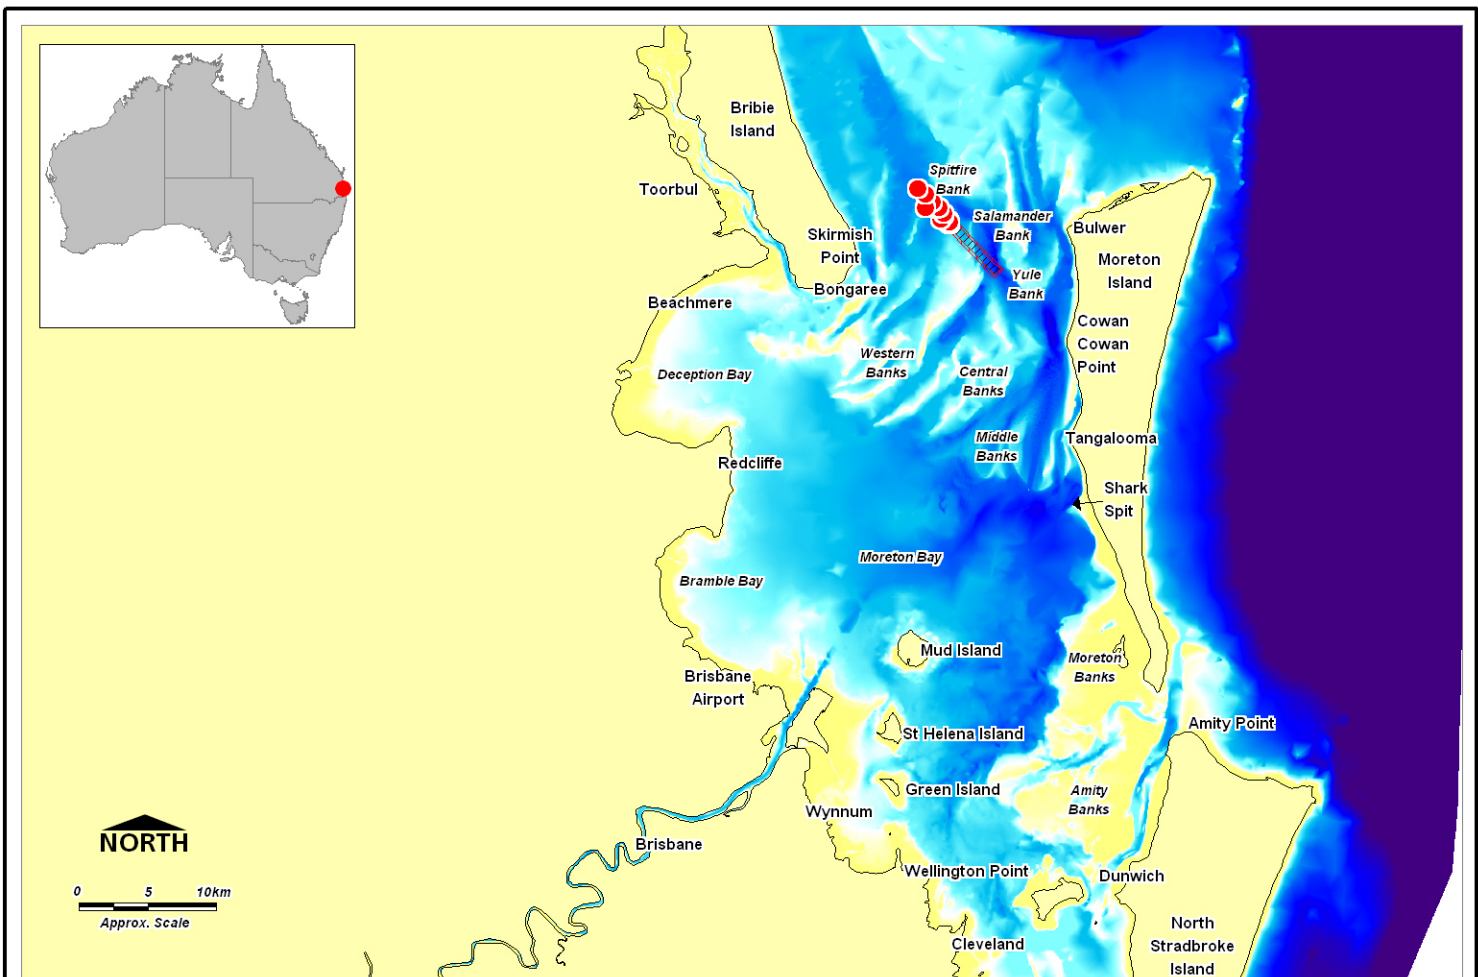 Bribie
Island
Spitfire
Bank
Toorbul
Salamander
Bank
Bulwer
Skirmish
Point
Moreton
Island
Yule
Bank
Bongaree
Beachmere
Cowan
Cowan
Point
Western
Banks
Deception Bay
Central
Banks
Middle
Banks
Tangalooma
Redcliffe
Shark
Spit
Moreton Bay
Bramble Bay
Mud Island
Moreton
Banks
Brisbane
Airport
Amity Point
St Helena Island
Green Island
Amity
Banks
Wynnum
NORTH
Brisbane
Wellington Point
Dunwich
0 5 10km
Approx. Scale
North
Stradbroke
Island
Cleveland